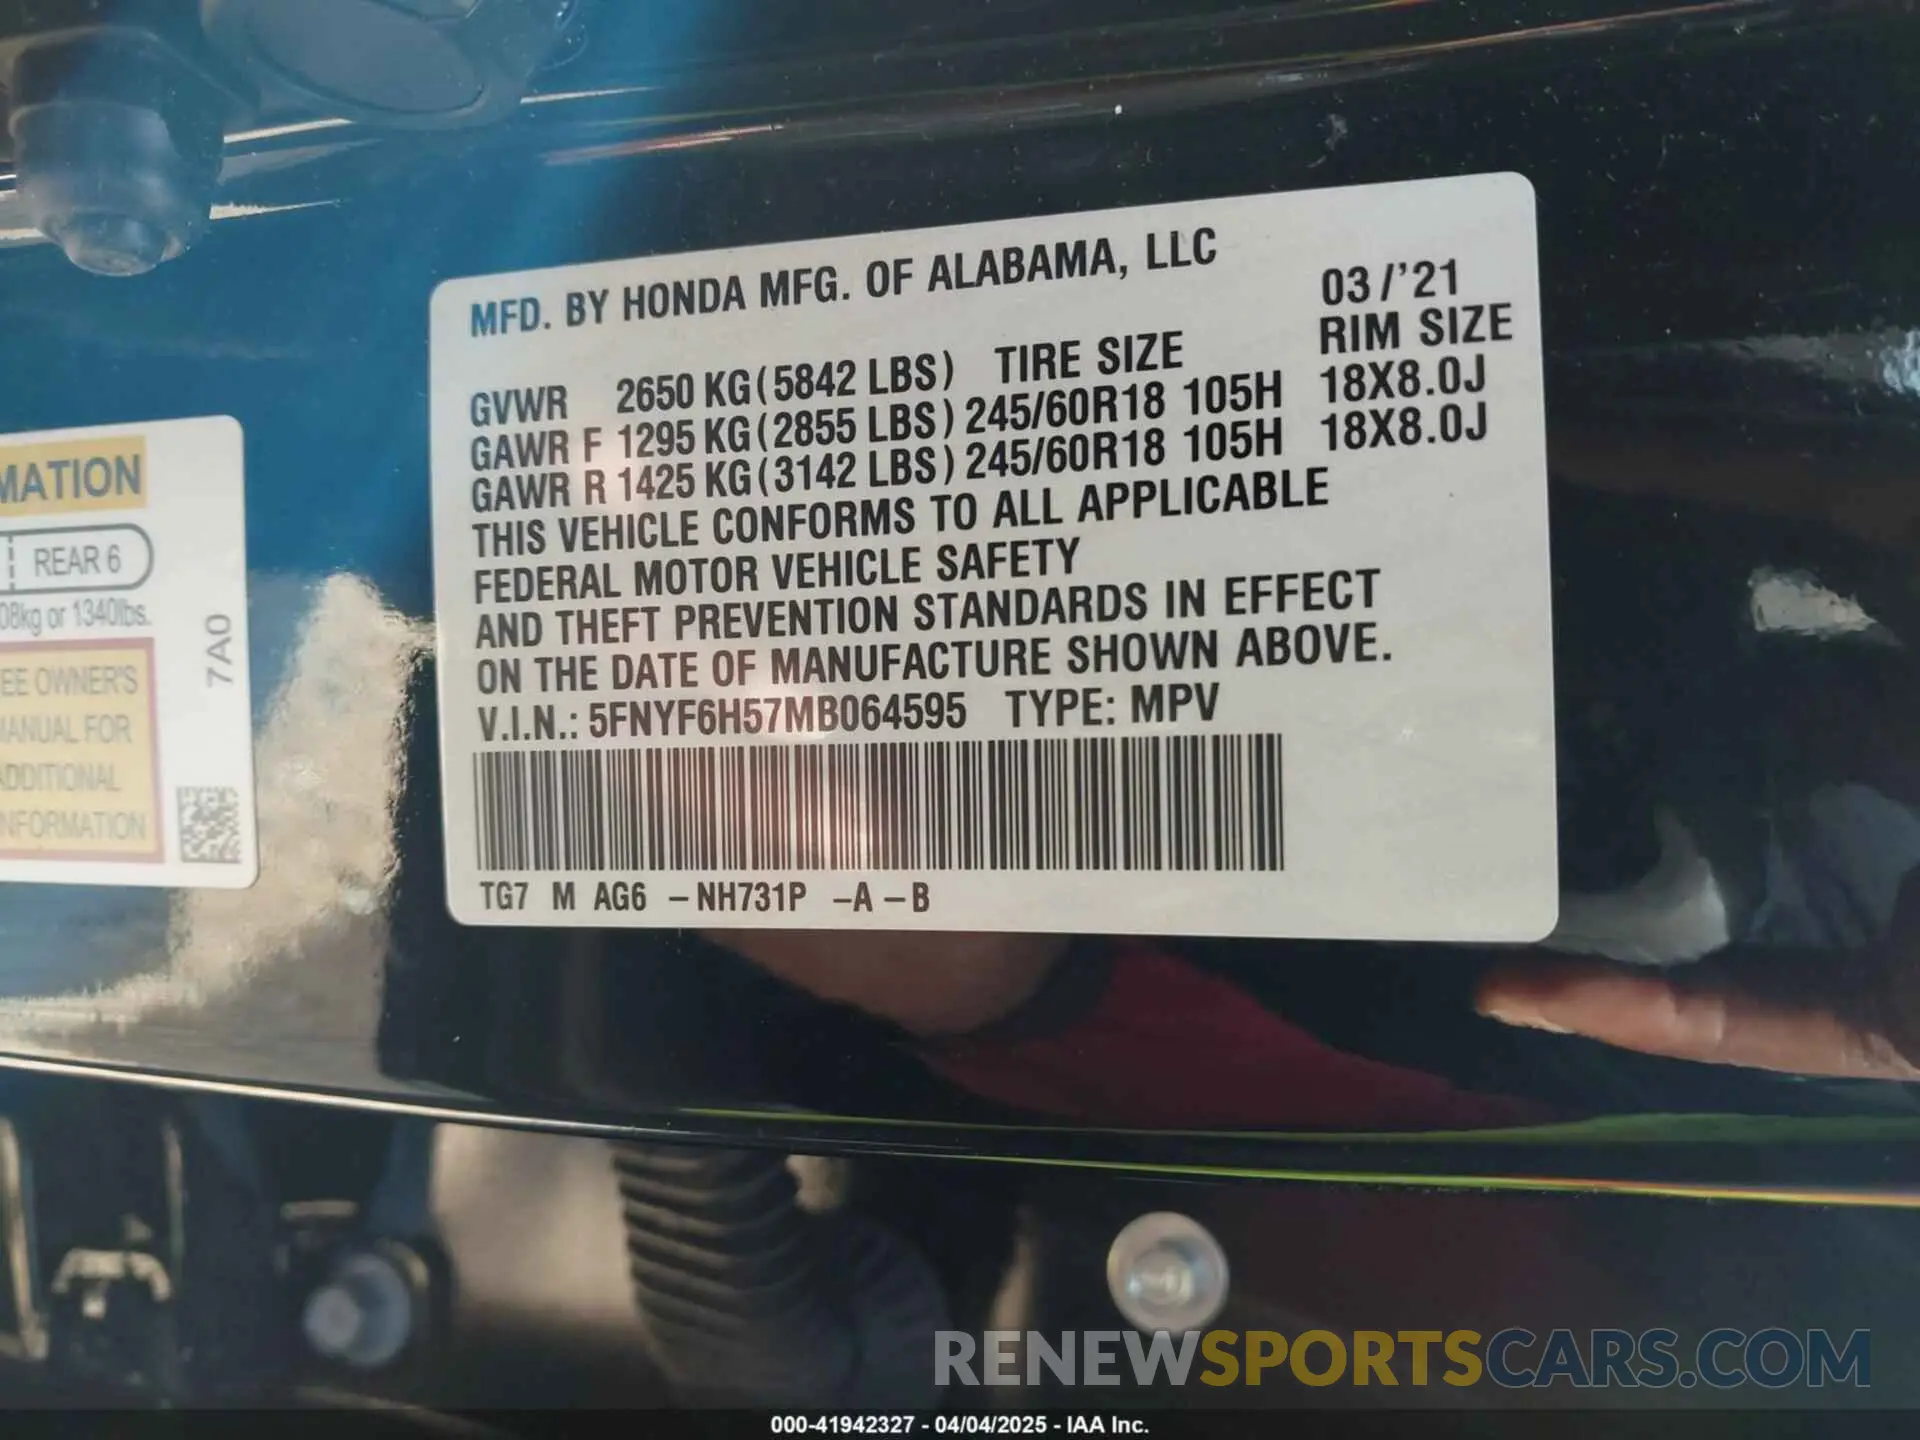 MFD. BY HONDA MFG. OF ALABAMA, LLC 03/'21
GVWR 2650 KG(5842 LBS) TIRE SIZE RIM SIZE
GAWR F 1295 KG(2855 LBS) 245/60R18 105H 18X8.0J
GAWR R 1425 KG(3142 LBS) 245/60R18 105H 18X8.0J
THIS VEHICLE CONFORMS TO ALL APPLICABLE
FEDERAL MOTOR VEHICLE SAFETY
AND THEFT PREVENTION STANDARDS IN EFFECT
ON THE DATE OF MANUFACTURE SHOWN ABOVE.
V.I.N.: 5FNYF6H57MB064595 TYPE: MPV
TG7 M AG6 -NH731P -A -B
MATION
REAR 6
08kg or 1340lbs.
EE OWNER'S
MANUAL FOR
ADDITIONAL
NFORMATION
7A0
RENEWSPORTSCARS.COM
000-41942327 - 04/04/2025 - IAA Inc.